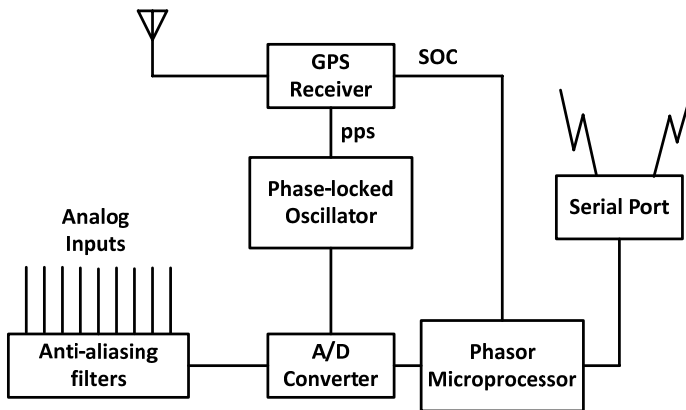 GPS
Receiver
SOC
pps
Phase-locked
Oscillator
Serial Port
Analog
Inputs
Anti-aliasing
filters
A/D
Converter
Phasor
Microprocessor